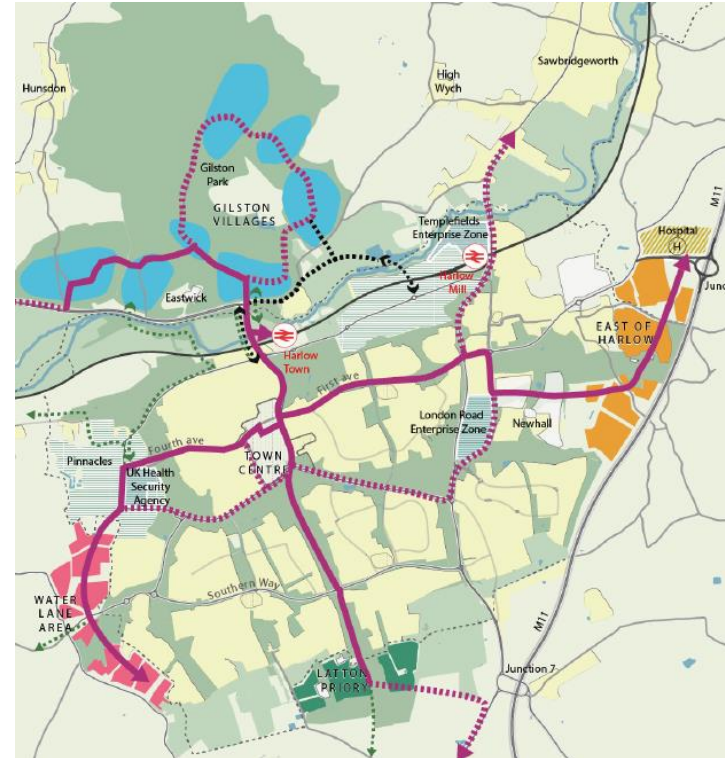 Sawbridgeworth
Hunsdon
High
Wych
Gilston
Park
GILSTON
VILLAGES
M11
Templefields
Enterprise Zone
Hospital
H
Harlow
Mill
Junc
Eastwick
EAST OF
HARLOW
Harlow
Town
First ave
London Road
Enterprise Zone
Newhall
Fourth ave
TOWN
CENTRE
Pinnacles
UK Health
Security
Agency
WATER
LANE
AREA
Southern Way
M11
LATTON
PRIORY
Junction 7